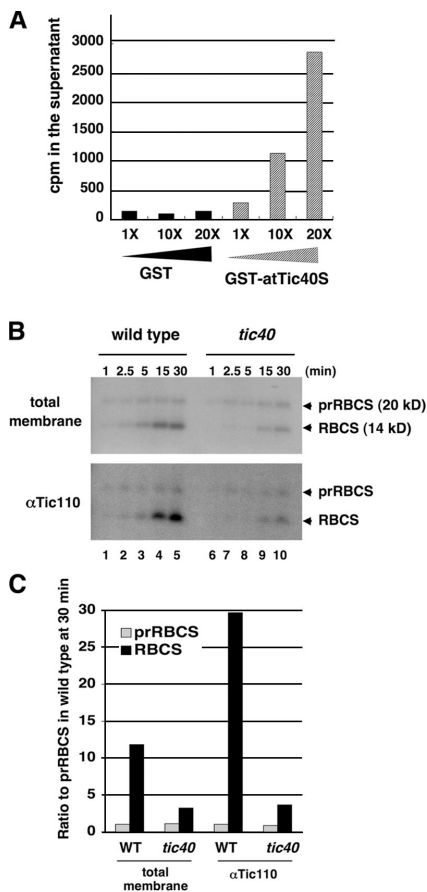 A
cpm in the supernatant
3000
2500
2000
1500
1000
500
0
1X 10X 20X 1X 10X 20X
GST GST-atTic40S
B
wild type tic40
1 2.5 5 15 30 1 2.5 5 15 30 (min)
total
membrane
prRBCS (20 kD)
RBCS (14 kD)
αTic110
prRBCS
RBCS
1 2 3 4 5 6 7 8 9 10
C
Ratio to prRBCS in wild type at 30 min
30
25
20
15
10
5
0
prRBCS
RBCS
WT tic40 WT tic40
total
membrane
αTic110